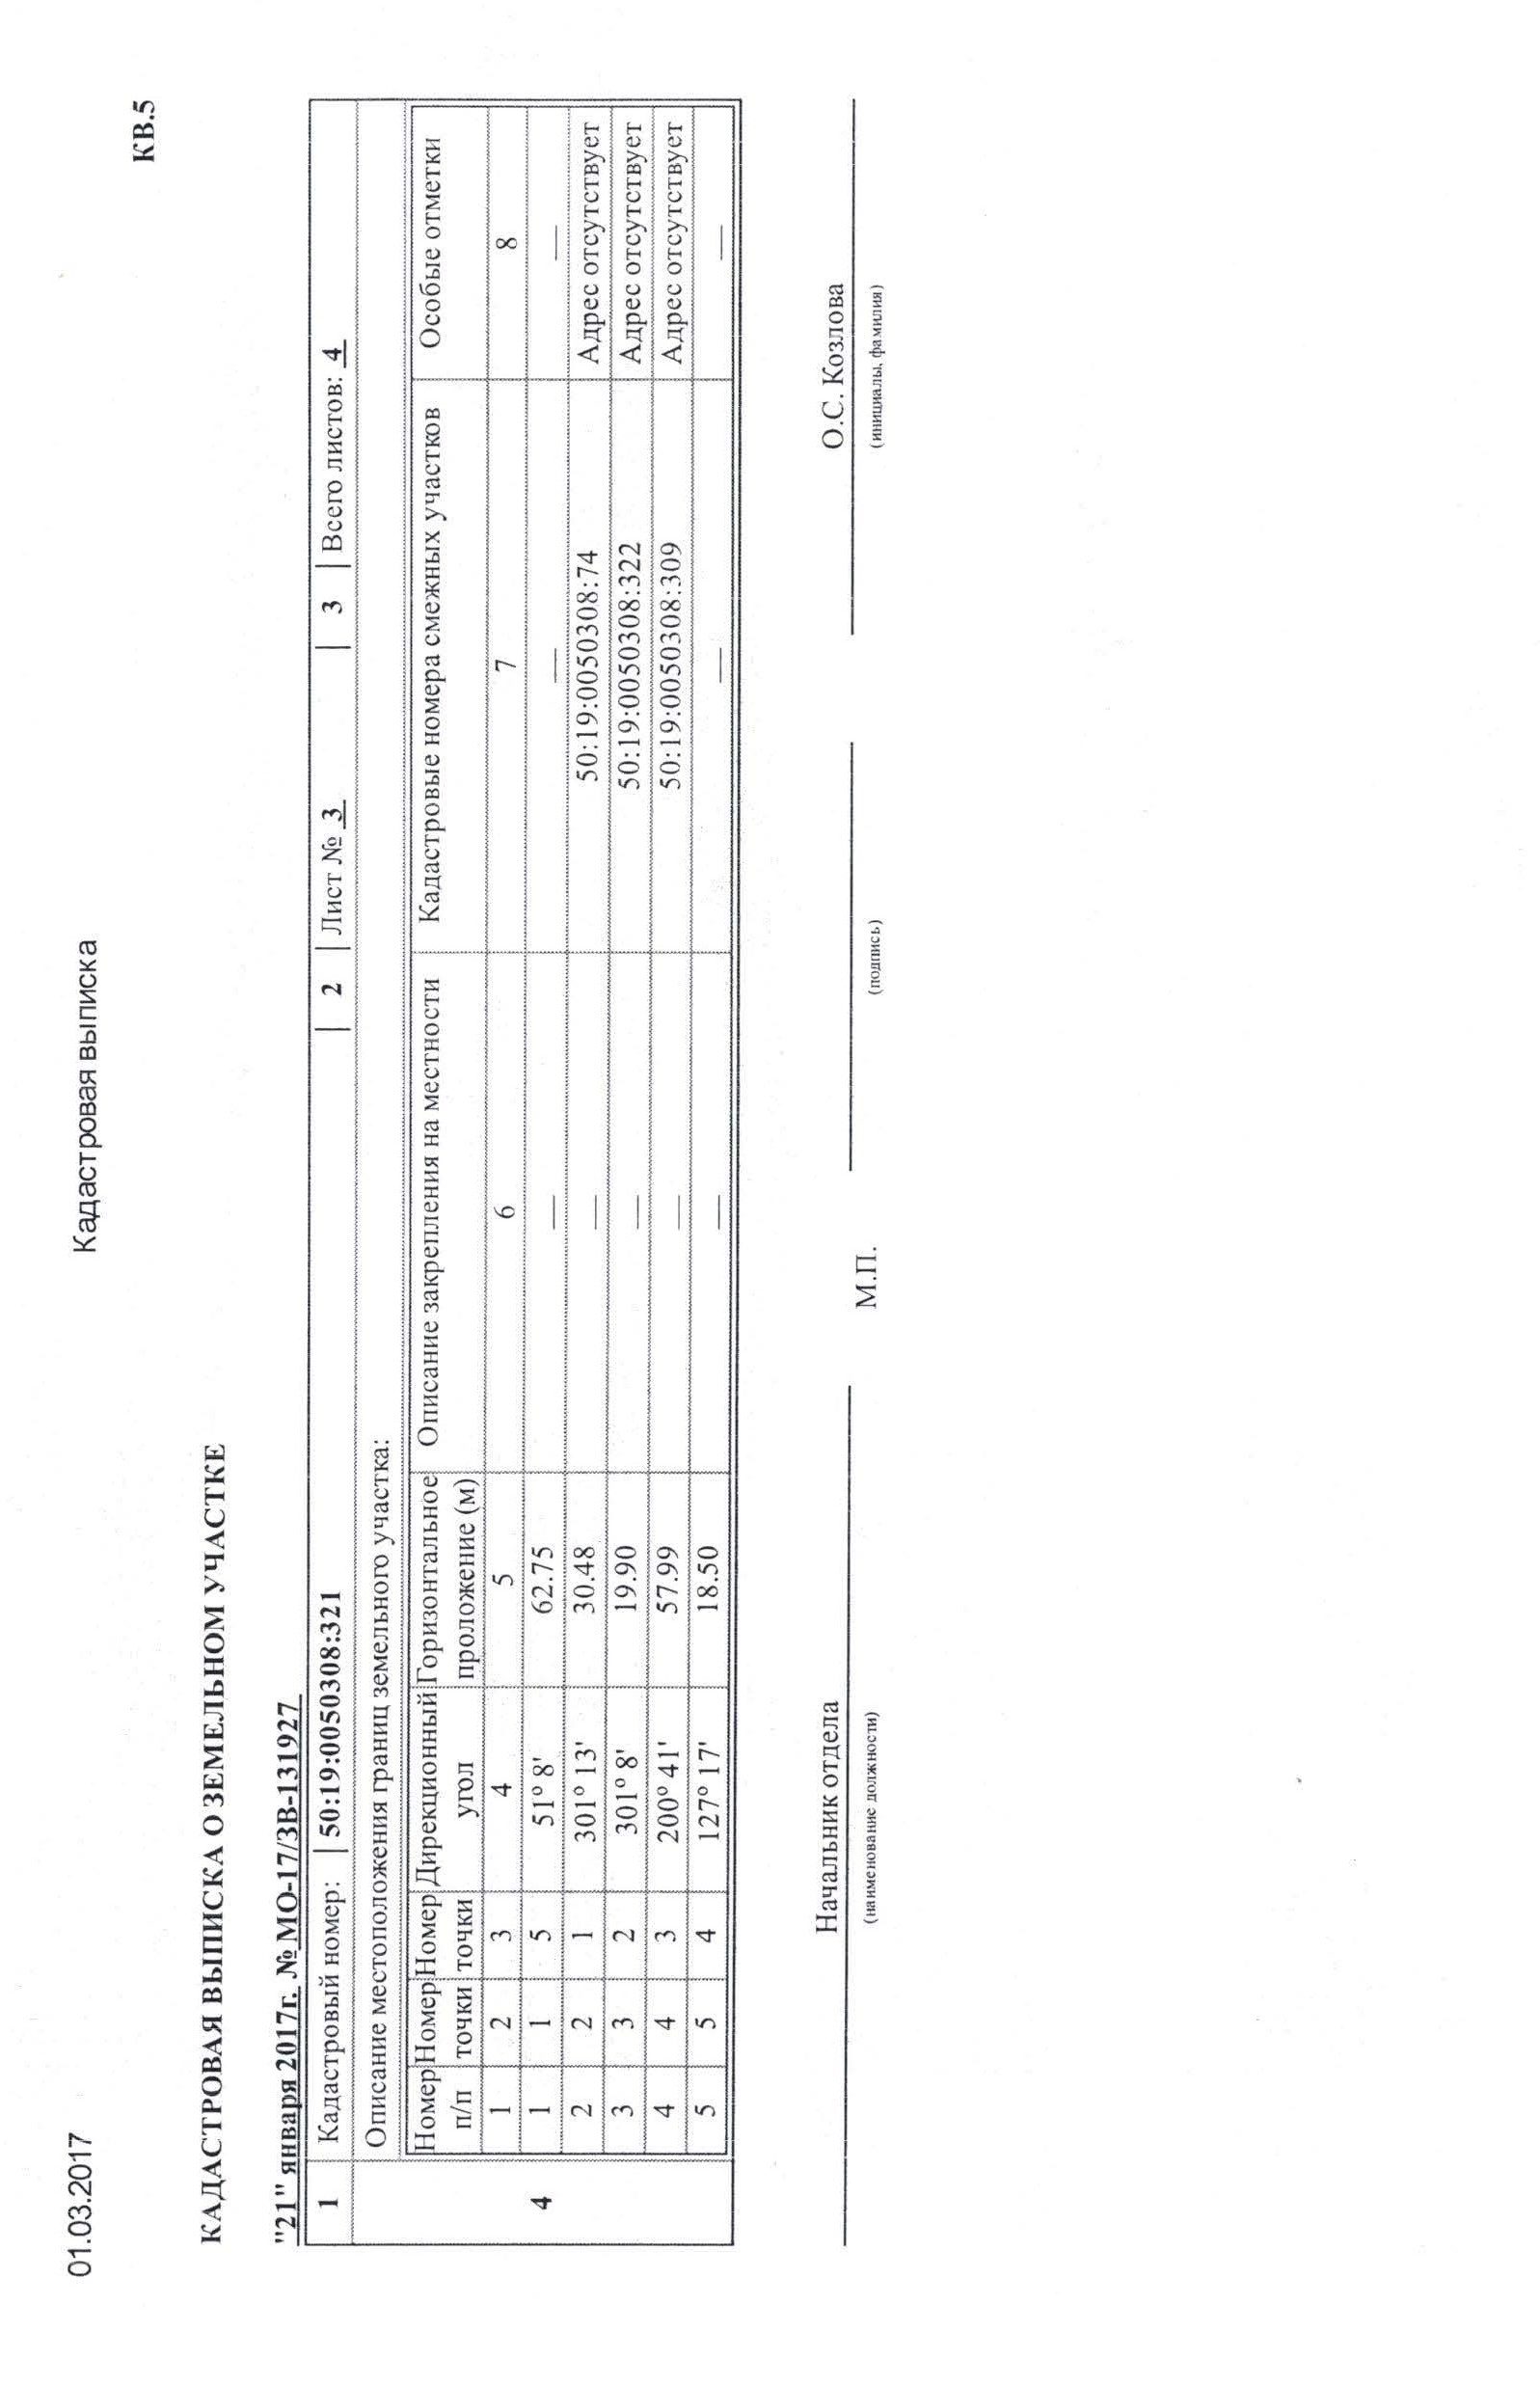 01.03.2017 Кадастровая выписка
КВ.5
КАДАСТРОВАЯ ВЫПИСКА О ЗЕМЕЛЬНОМ УЧАСТКЕ
"21" января 2017г. № МО-17/ЗВ-131927
1 Кадастровый номер: 50:19:0050308:321 2 Лист № 3 3 Всего листов: 4
4 Описание местоположения границ земельного участка:
Номер п/п Номер точки Номер точки Дирекционный угол Горизонтальное проложение (м) Описание закрепления на местности Кадастровые номера смежных участков Особые отметки
1 2 3 4 5 6 7 8
1 1 5 51° 8' 62.75 — — —
2 2 1 301° 13' 30.48 — 50:19:0050308:74 Адрес отсутствует
3 3 2 301° 8' 19.90 — 50:19:0050308:322 Адрес отсутствует
4 4 3 200° 41' 57.99 — 50:19:0050308:309 Адрес отсутствует
5 5 4 127° 17' 18.50 — — —
Начальник отдела О.С. Козлова
(наименование должности) М.П. (подпись) (инициалы, фамилия)